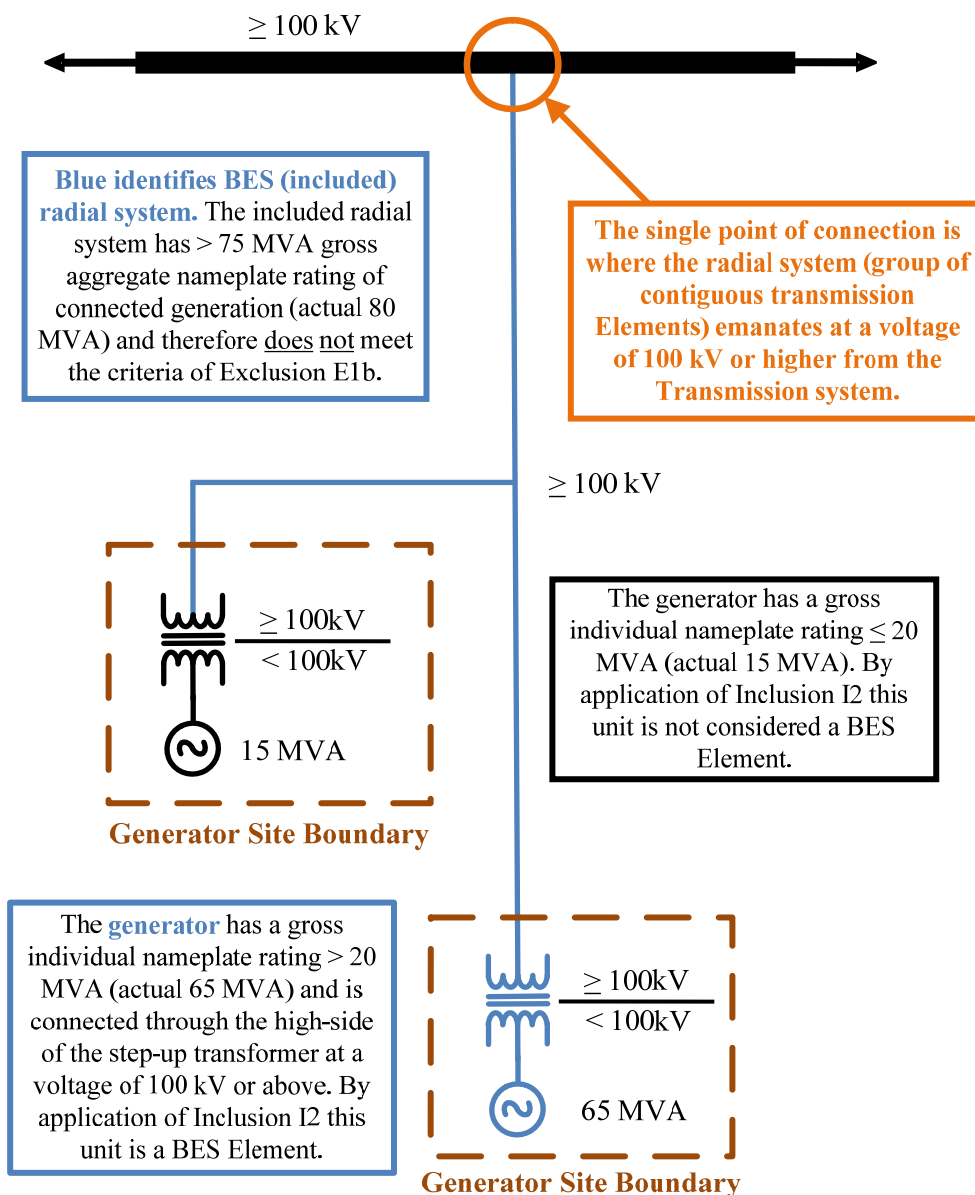 ≥ 100 kV
Blue identifies BES (included)
radial system. The included radial
system has > 75 MVA gross
aggregate nameplate rating of
connected generation (actual 80
MVA) and therefore does not meet
the criteria of Exclusion E1b.
The single point of connection is
where the radial system (group of
contiguous transmission
Elements) emanates at a voltage
of 100 kV or higher from the
Transmission system.
≥ 100 kV
≥ 100kV
< 100kV
15 MVA
Generator Site Boundary
The generator has a gross
individual nameplate rating ≤ 20
MVA (actual 15 MVA). By
application of Inclusion I2 this
unit is not considered a BES
Element.
The generator has a gross
individual nameplate rating > 20
MVA (actual 65 MVA) and is
connected through the high-side
of the step-up transformer at a
voltage of 100 kV or above. By
application of Inclusion I2 this
unit is a BES Element.
≥ 100kV
< 100kV
65 MVA
Generator Site Boundary